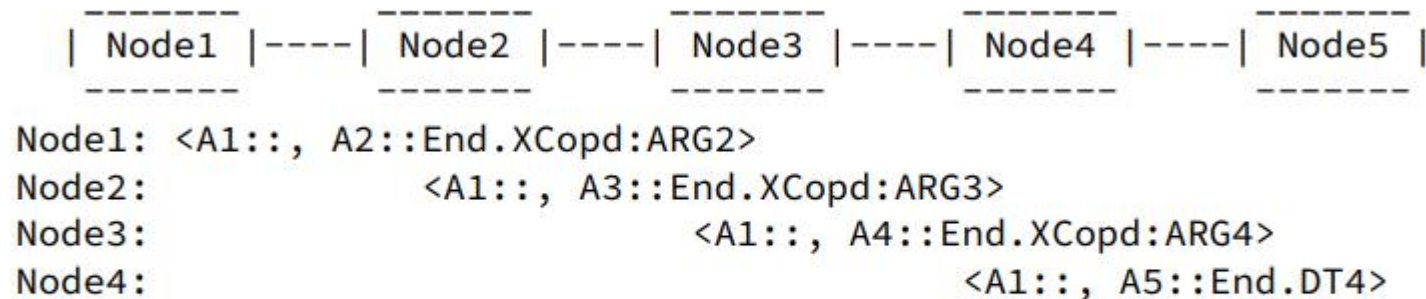 -------     -------     -------     -------     -------
| Node1 |----| Node2 |----| Node3 |----| Node4 |----| Node5 |
 -------     -------     -------     -------     -------
Node1: <A1::, A2::End.XCopd:ARG2>
Node2: <A1::, A3::End.XCopd:ARG3>
Node3: <A1::, A4::End.XCopd:ARG4>
Node4: <A1::, A5::End.DT4>